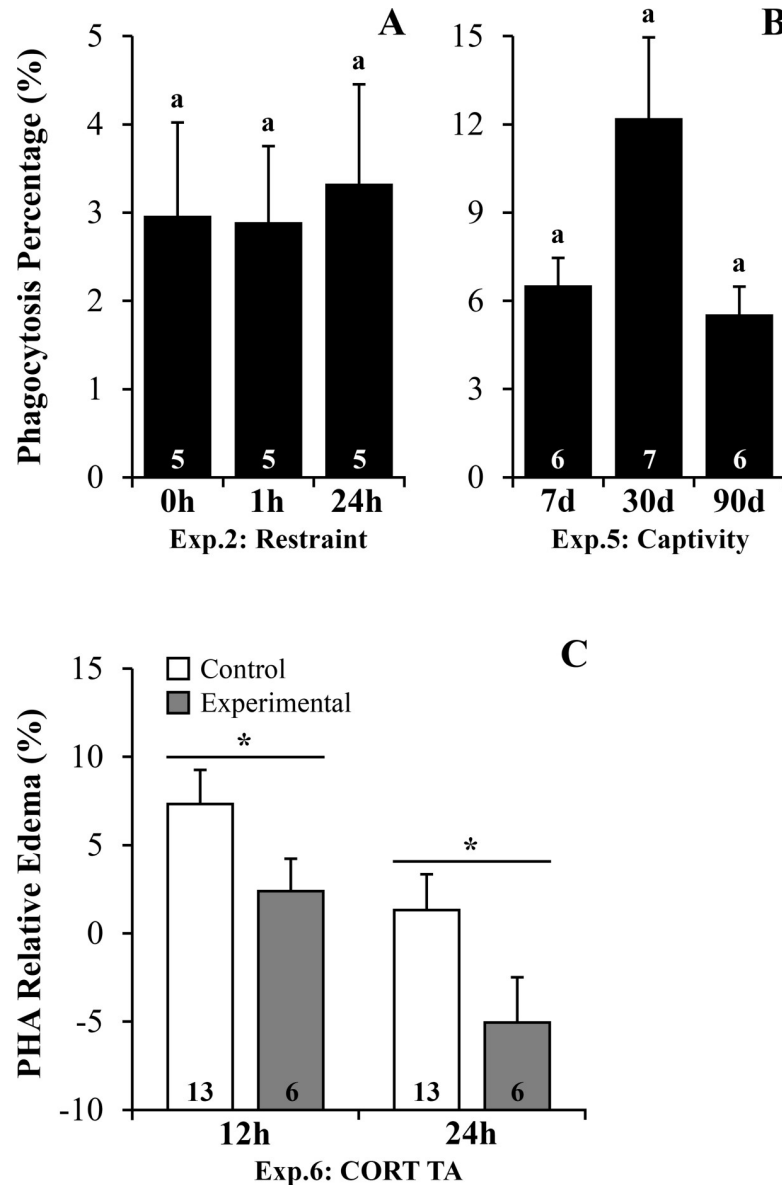 A
B
Phagocytosis Percentage (%)
5
4
3
2
1
0
a
a
a
5
5
5
0h 1h 24h
Exp.2: Restraint
15
12
9
6
3
0
a
a
a
6
7
6
7d 30d 90d
Exp.5: Captivity
C
PHA Relative Edema (%)
15
10
5
0
-5
-10
Control
Experimental
*
*
13
6
13
6
12h 24h
Exp.6: CORT TA